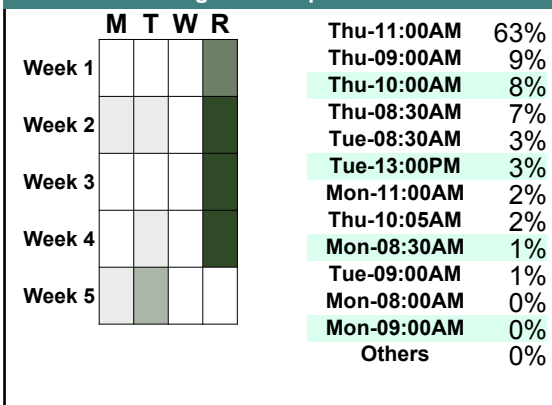 M T W R
Week 1
Week 2
Week 3
Week 4
Week 5
Thu-11:00AM 63%
Thu-09:00AM 9%
Thu-10:00AM 8%
Thu-08:30AM 7%
Tue-08:30AM 3%
Tue-13:00PM 3%
Mon-11:00AM 2%
Thu-10:05AM 2%
Mon-08:30AM 1%
Tue-09:00AM 1%
Mon-08:00AM 0%
Mon-09:00AM 0%
Others 0%